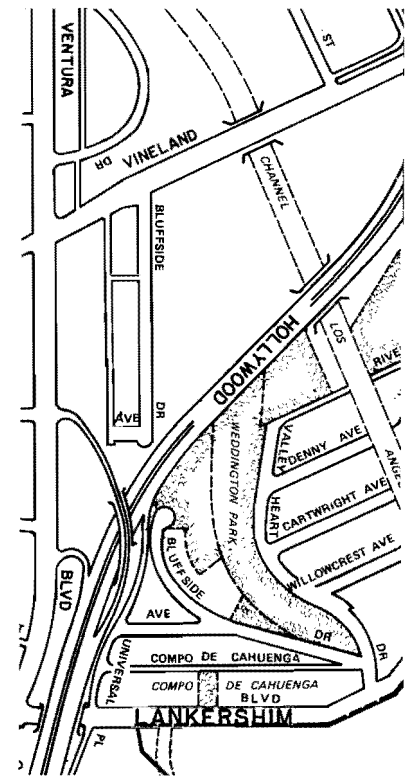 VENTURA
ST
DR
VINELAND
CHANNEL
BLUFFSIDE
HOLLYWOOD
LOS
RIVE
AVE
DR
WEDDINGTON PARK
VALLEY
DENNY AVE
ANGE
HEART
CARTWRIGHT AVE
BLUFFSIDE
WILLOWCREST AVE
BLVD
AVE
DR
DR
UNIVERSAL
COMPO DE CAHUENGA
COMPO DE CAHUENGA
BLVD
LANKERSHIM
PL